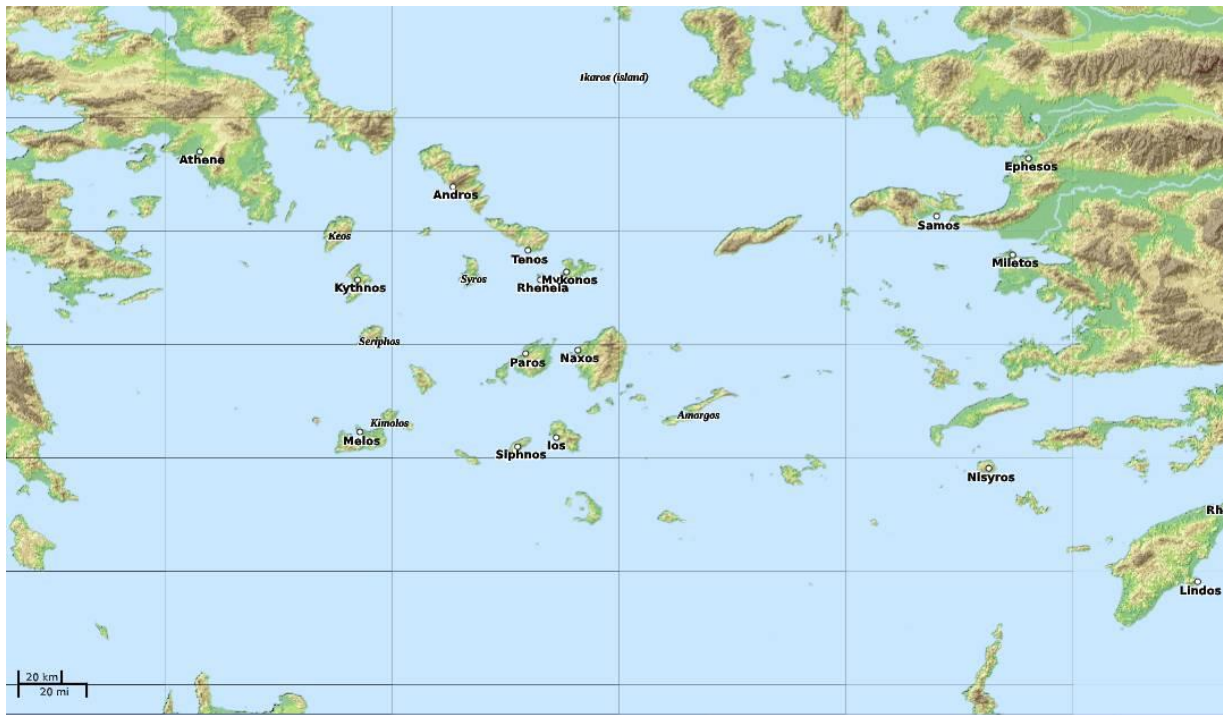 Ikaros (island)
Athene
Ephesos
Andros
Samos
Keos
Tenos
Miletos
Syros
Kythnos
Rheneia
Mykonos
Seriphos
Paros
Naxos
Kimolos
Amorgos
Melos
Ios
Siphnos
Nisyros
Rh
Lindos
20 km
20 mi